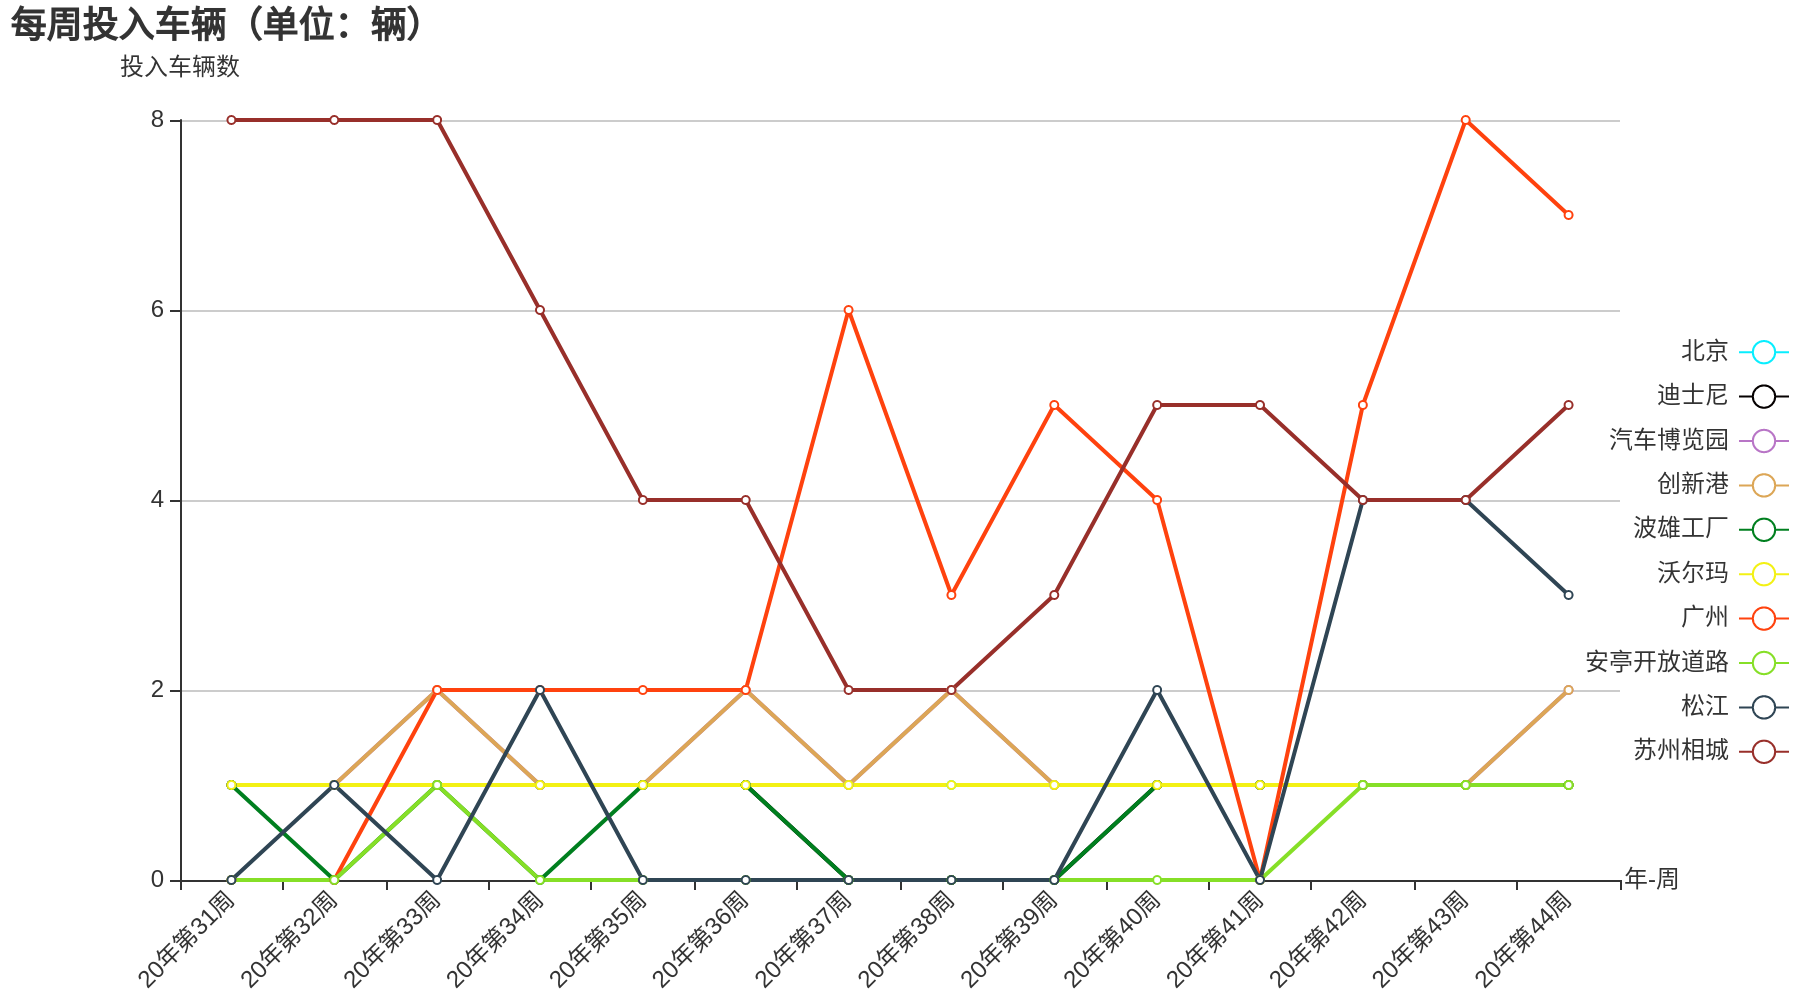 每周投入车辆（单位：辆）
投入车辆数
8
6
4
2
0
年-周
20年第31周
20年第32周
20年第33周
20年第34周
20年第35周
20年第36周
20年第37周
20年第38周
20年第39周
20年第40周
20年第41周
20年第42周
20年第43周
20年第44周
北京
迪士尼
汽车博览园
创新港
波雄工厂
沃尔玛
广州
安亭开放道路
松江
苏州相城